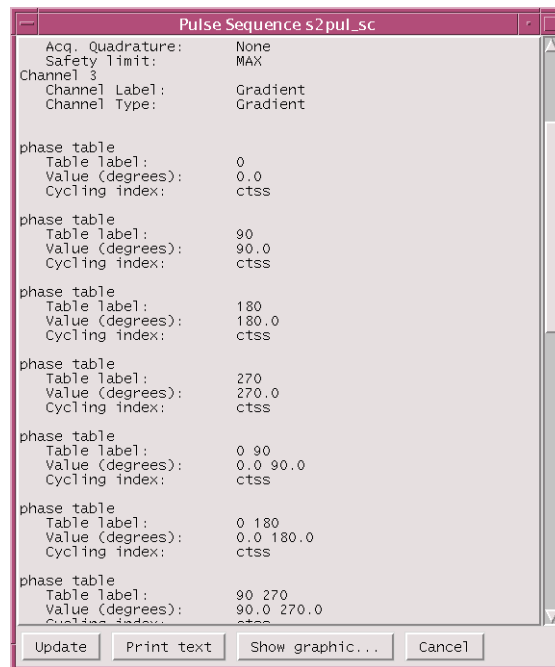 Pulse Sequence s2pul_sc
Acq. Quadrature: None
Safety limit: MAX
Channel 3
Channel Label: Gradient
Channel Type: Gradient
phase table
Table label: 0
Value (degrees): 0.0
Cycling index: ctss
phase table
Table label: 90
Value (degrees): 90.0
Cycling index: ctss
phase table
Table label: 180
Value (degrees): 180.0
Cycling index: ctss
phase table
Table label: 270
Value (degrees): 270.0
Cycling index: ctss
phase table
Table label: 0 90
Value (degrees): 0.0 90.0
Cycling index: ctss
phase table
Table label: 0 180
Value (degrees): 0.0 180.0
Cycling index: ctss
phase table
Table label: 90 270
Value (degrees): 90.0 270.0
Cycling index: ctss
Update Print text Show graphic... Cancel